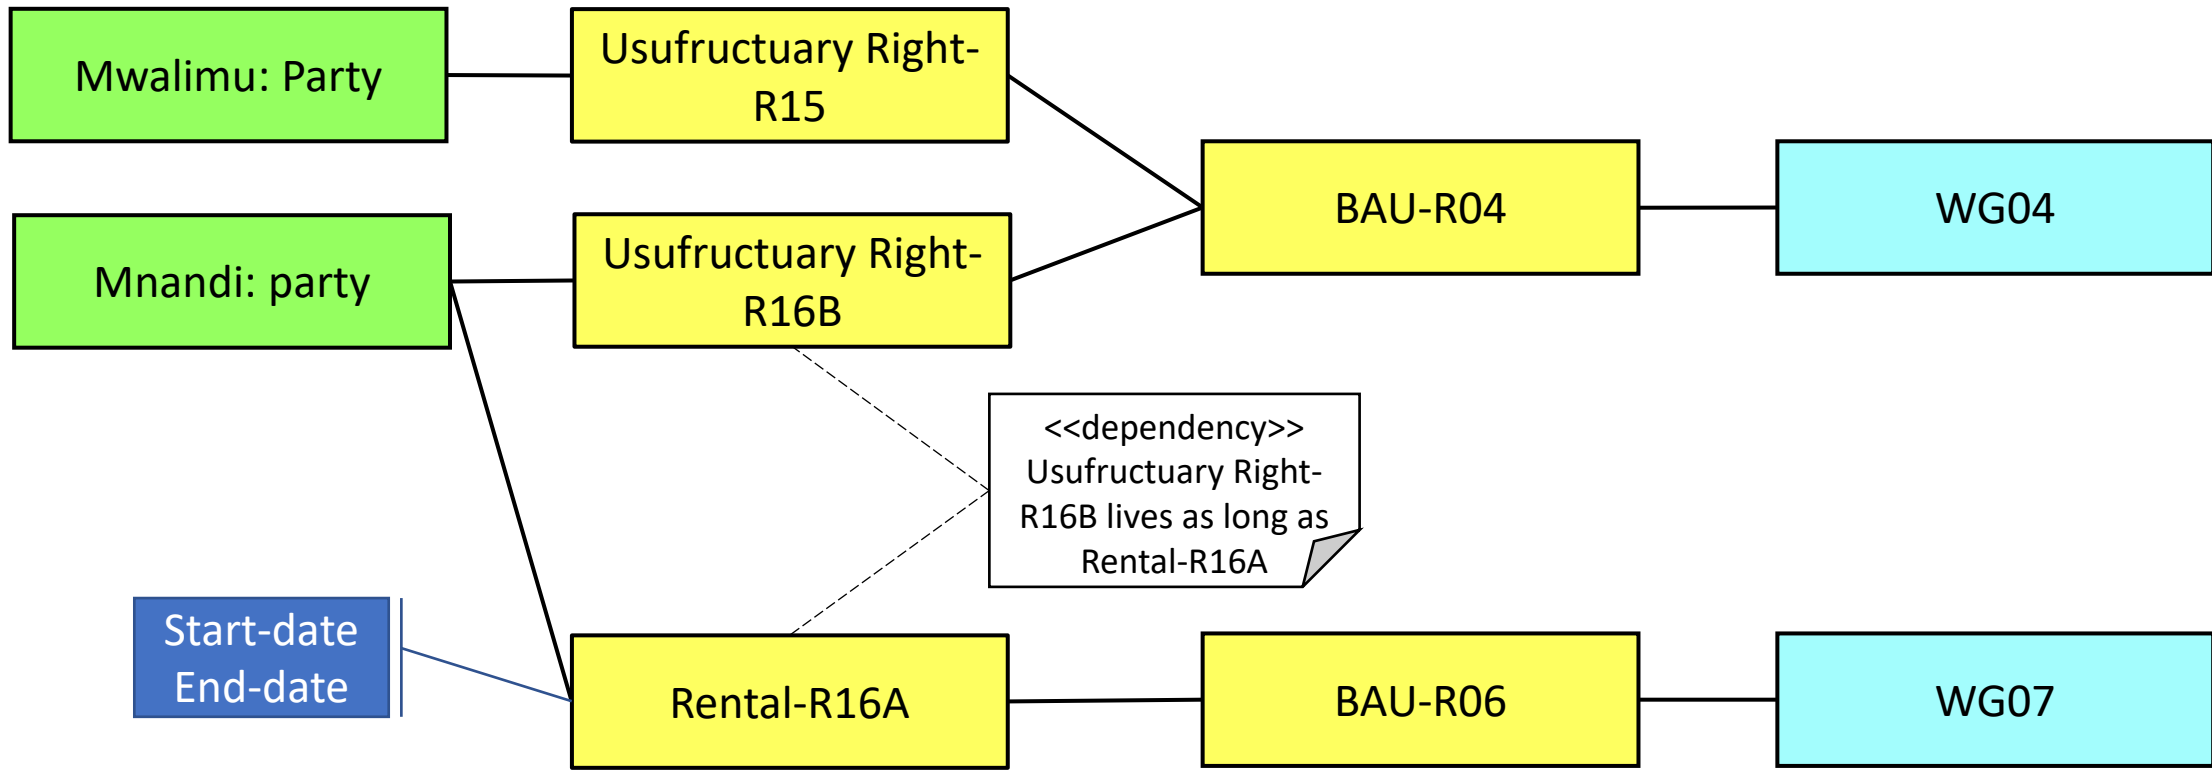 Mwalimu: Party
Usufructuary Right-
R15
BAU-R04
WG04
Mnandi: party
Usufructuary Right-
R16B
<<dependency>>
Usufructuary Right-
R16B lives as long as
Rental-R16A
Start-date
End-date
Rental-R16A
BAU-R06
WG07